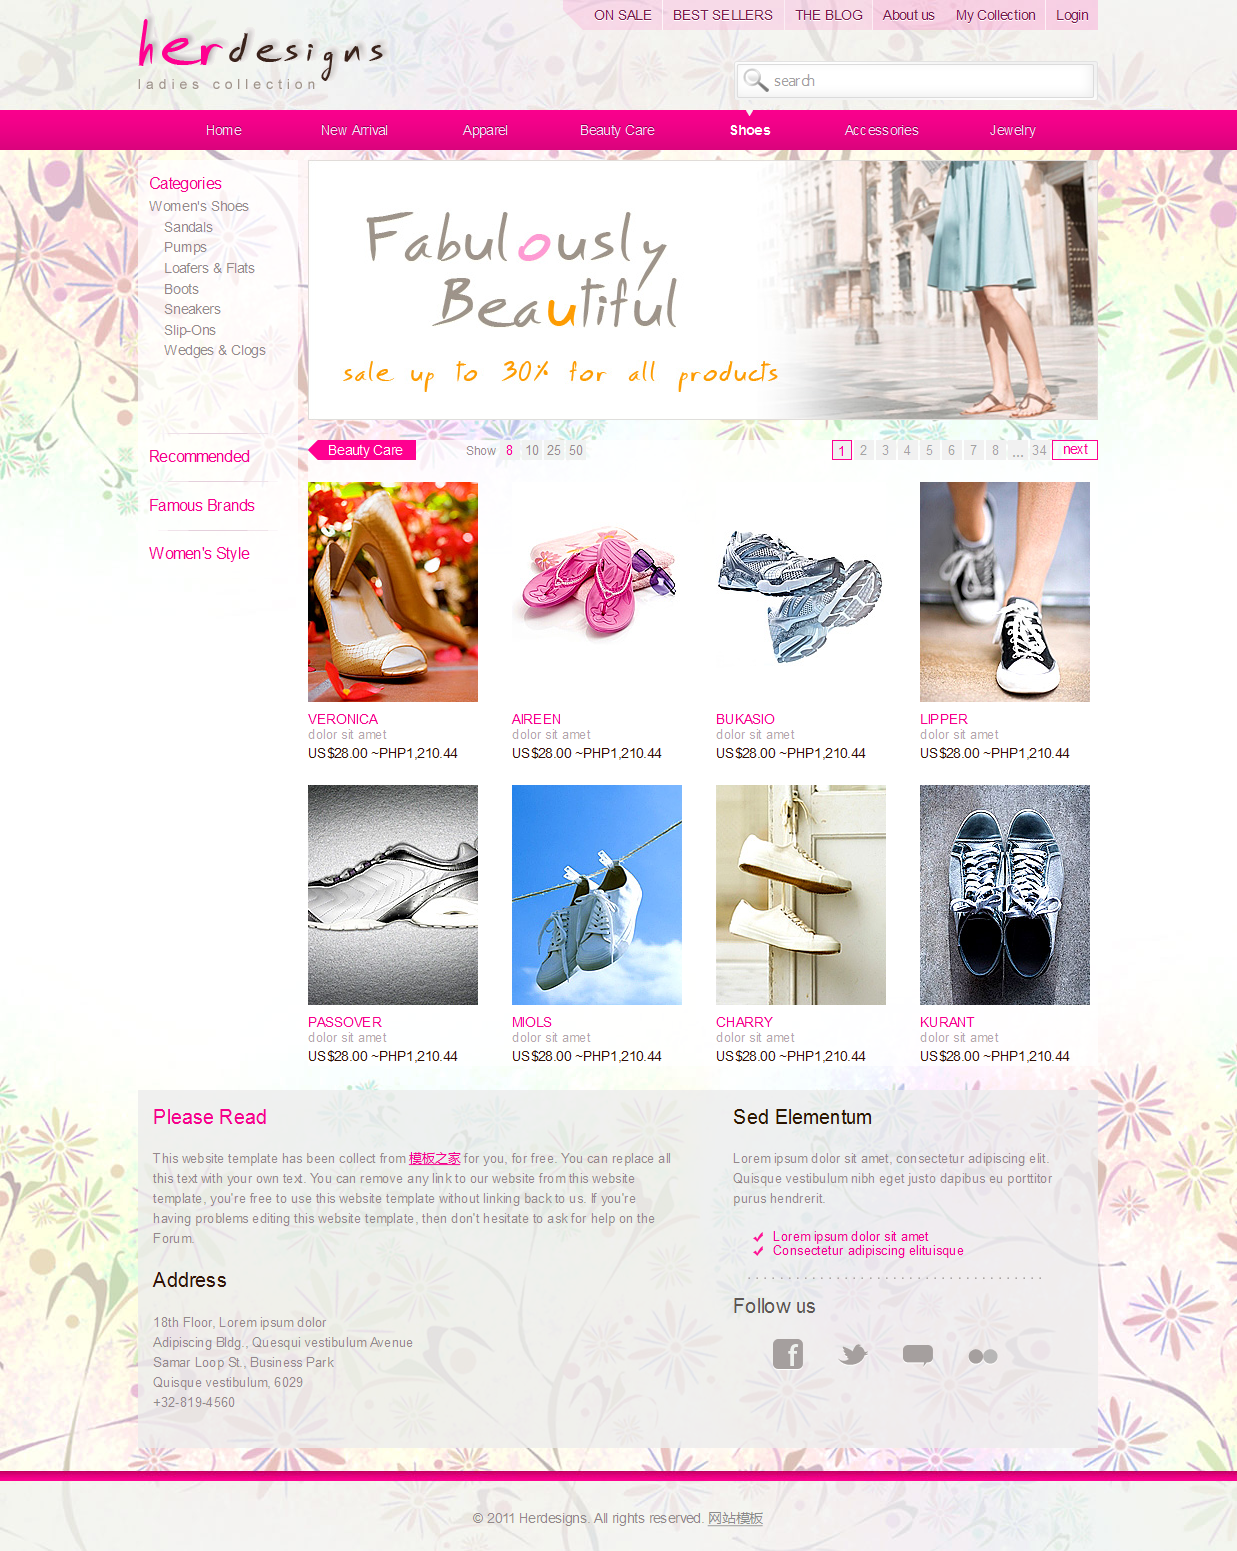 ON SALE BEST SELLERS THE BLOG About us My Collection Login
herdesigns
ladies collection
search
Home New Arrival Apparel Beauty Care Shoes Accessories Jewelry
Categories
Women's Shoes
Sandals
Pumps
Loafers & Flats
Boots
Sneakers
Slip-Ons
Wedges & Clogs
Recommended
Famous Brands
Women's Style
Fabulously
Beautiful
sale up to 30% for all products
Beauty Care Show 8 10 25 50 1 2 3 4 5 6 7 8 ... 34 next
VERONICA AIREEN BUKASIO LIPPER
dolor sit amet dolor sit amet dolor sit amet dolor sit amet
US$28.00 ~PHP1,210.44 US$28.00 ~PHP1,210.44 US$28.00 ~PHP1,210.44 US$28.00 ~PHP1,210.44
PASSOVER MIOLS CHARRY KURANT
dolor sit amet dolor sit amet dolor sit amet dolor sit amet
US$28.00 ~PHP1,210.44 US$28.00 ~PHP1,210.44 US$28.00 ~PHP1,210.44 US$28.00 ~PHP1,210.44
Please Read
This website template has been collect from 模板之家 for you, for free. You can replace all
this text with your own text. You can remove any link to our website from this website
template, you're free to use this website template without linking back to us. If you're
having problems editing this website template, then don't hesitate to ask for help on the
Forum.
Address
18th Floor, Lorem ipsum dolor
Adipiscing Bldg., Quesqui vestibulum Avenue
Samar Loop St., Business Park
Quisque vestibulum, 6029
+32-819-4560
Sed Elementum
Lorem ipsum dolor sit amet, consectetur adipiscing elit.
Quisque vestibulum nibh eget justo dapibus eu porttitor
purus hendrerit.
Lorem ipsum dolor sit amet
Consectetur adipiscing elituisque
Follow us
© 2011 Herdesigns. All rights reserved. 网站模板